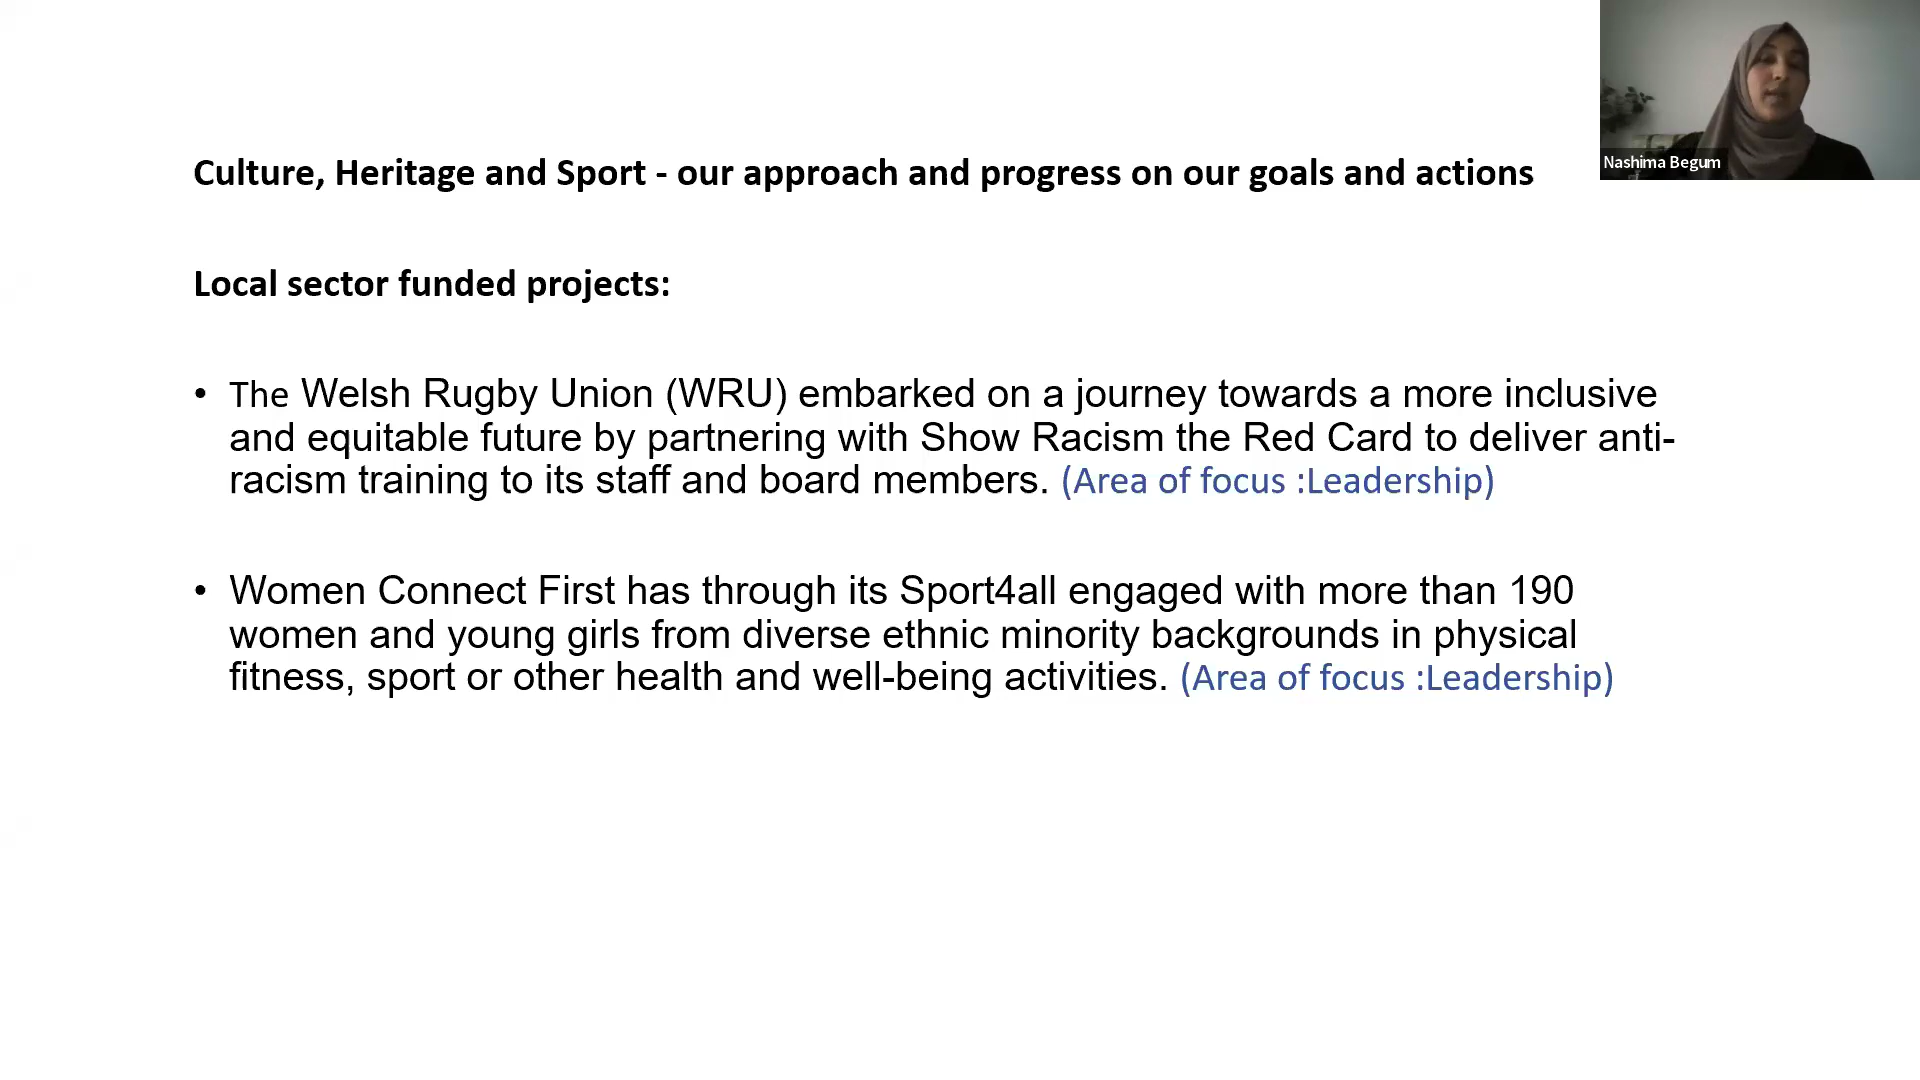 Culture, Heritage and Sport - our approach and progress on our goals and actions
Nashima Begum
Local sector funded projects:
• The Welsh Rugby Union (WRU) embarked on a journey towards a more inclusive
and equitable future by partnering with Show Racism the Red Card to deliver anti-
racism training to its staff and board members. (Area of focus :Leadership)
• Women Connect First has through its Sport4all engaged with more than 190
women and young girls from diverse ethnic minority backgrounds in physical
fitness, sport or other health and well-being activities. (Area of focus :Leadership)